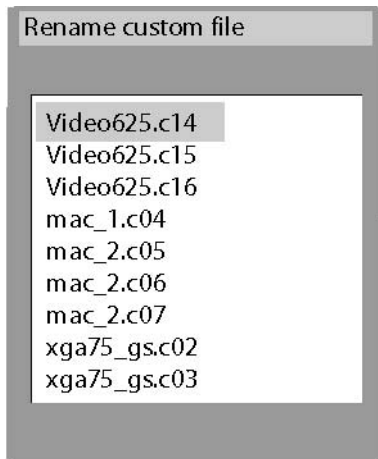 Rename custom file
Video625.c14
Video625.c15
Video625.c16
mac_1.c04
mac_2.c05
mac_2.c06
mac_2.c07
xga75_gs.c02
xga75_gs.c03